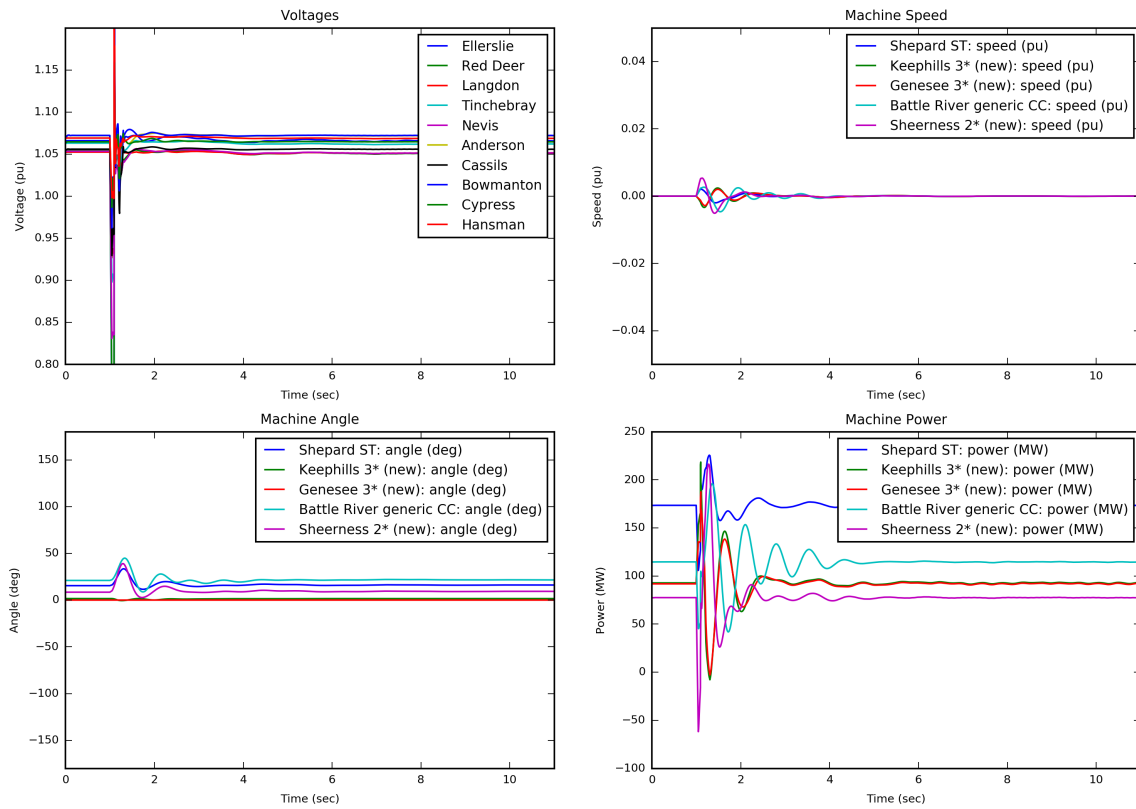 Voltages
Voltage (pu)
1.15
1.10
1.05
1.00
0.95
0.90
0.85
0.80
Ellerslie
Red Deer
Langdon
Tinchebray
Nevis
Anderson
Cassils
Bowmanton
Cypress
Hansman
0 2 4 6 8 10
Time (sec)
Machine Speed
Speed (pu)
0.04
0.02
0.00
−0.02
−0.04
Shepard ST: speed (pu)
Keephills 3* (new): speed (pu)
Genesee 3* (new): speed (pu)
Battle River generic CC: speed (pu)
Sheerness 2* (new): speed (pu)
0 2 4 6 8 10
Time (sec)
Machine Angle
Angle (deg)
150
100
50
0
−50
−100
−150
Shepard ST: angle (deg)
Keephills 3* (new): angle (deg)
Genesee 3* (new): angle (deg)
Battle River generic CC: angle (deg)
Sheerness 2* (new): angle (deg)
0 2 4 6 8 10
Time (sec)
Machine Power
Power (MW)
250
200
150
100
50
0
−50
−100
Shepard ST: power (MW)
Keephills 3* (new): power (MW)
Genesee 3* (new): power (MW)
Battle River generic CC: power (MW)
Sheerness 2* (new): power (MW)
0 2 4 6 8 10
Time (sec)